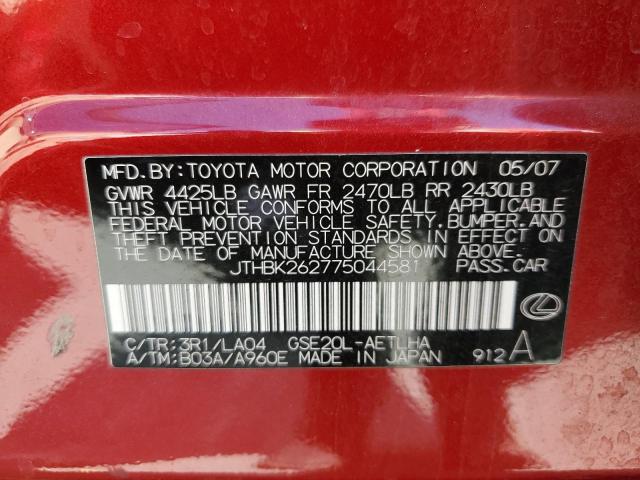 MFD.BY:TOYOTA MOTOR CORPORATION 05/07
GVWR 4425LB GAWR FR 2470LB RR 2430LB
THIS VEHICLE CONFORMS TO ALL APPLICABLE
FEDERAL MOTOR VEHICLE SAFETY,BUMPER,AND
THEFT PREVENTION STANDARDS IN EFFECT ON
THE DATE OF MANUFACTURE SHOWN ABOVE.
JTHBK262775044581 PASS.CAR
C/TR:3R1/LA04 GSE20L-AETLHA
A/TM:B03A/A960E MADE IN JAPAN 912A